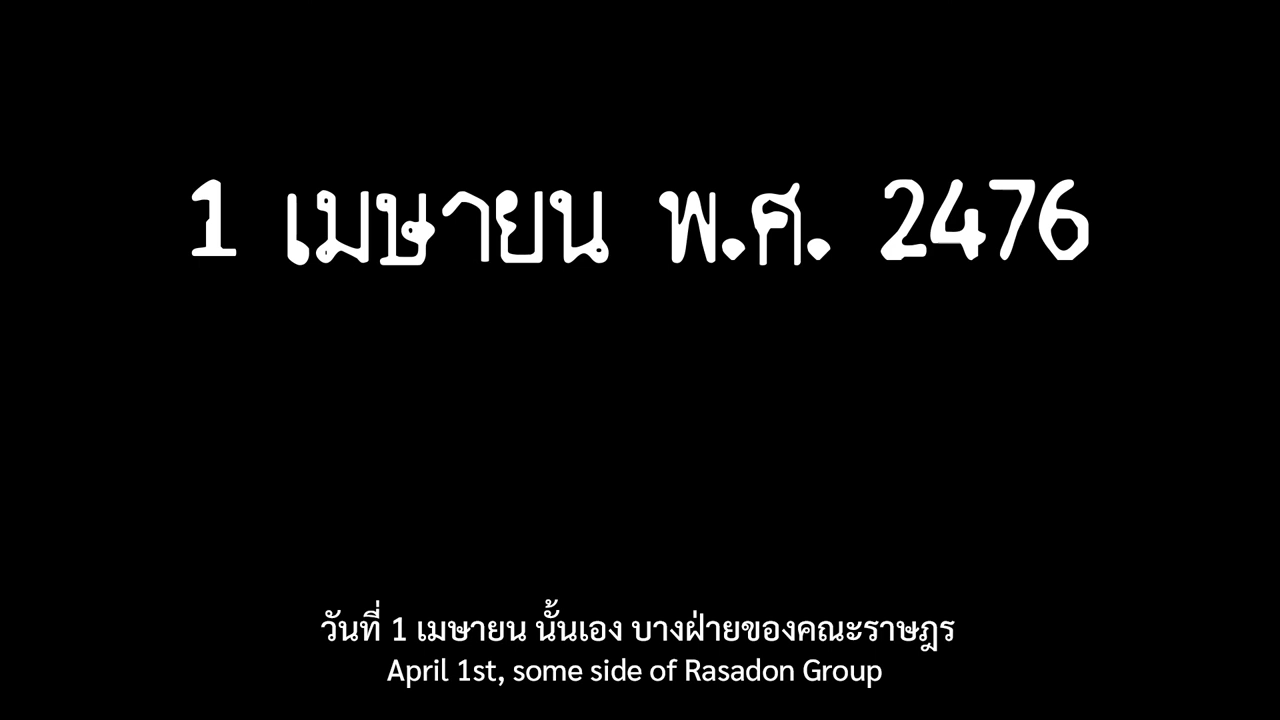 1 เมษายน พ.ศ. 2476
วันที่ 1 เมษายน นั้นเอง บางฝ่ายของคณะราษฎร
April 1st, some side of Rasadon Group